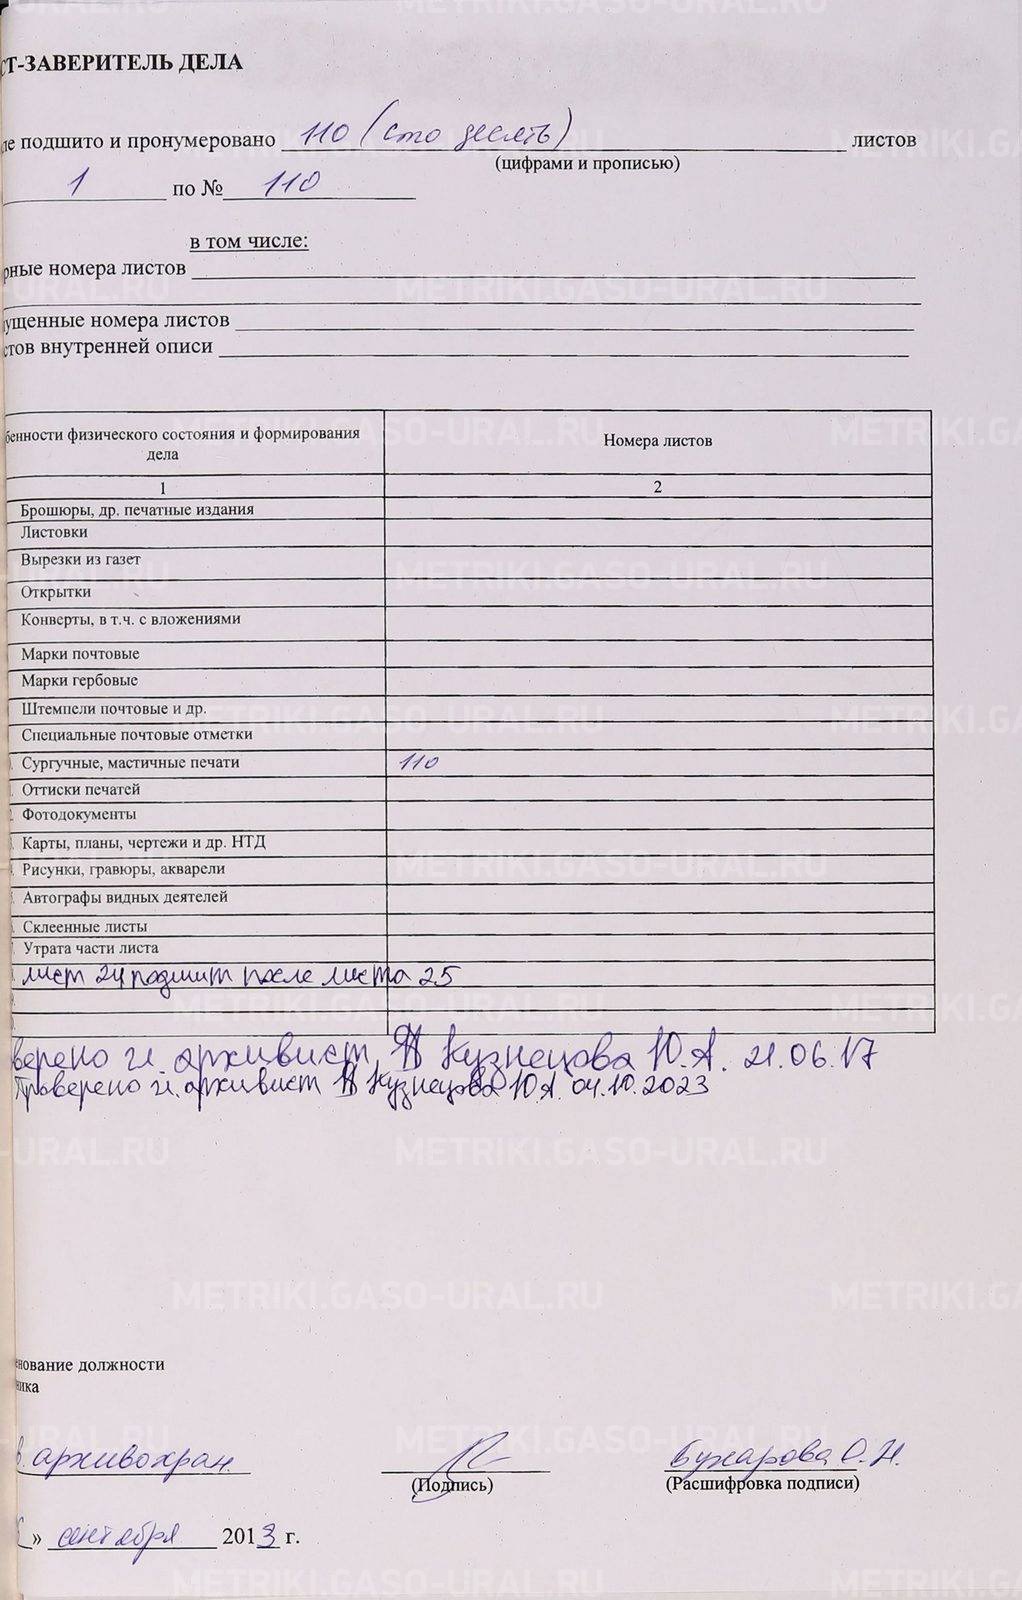 СТ-ЗАВЕРИТЕЛЬ ДЕЛА
ле подшито и пронумеровано 110 (сто десять) листов
(цифрами и прописью)
1 по № 110
в том числе:
рные номера листов
ущенные номера листов
стов внутренней описи
бенности физического состояния и формирования Номера листов
дела
1 2
Брошюры, др. печатные издания
Листовки
Вырезки из газет
Открытки
Конверты, в т.ч. с вложениями
Марки почтовые
Марки гербовые
Штемпели почтовые и др.
Специальные почтовые отметки
Сургучные, мастичные печати 110
Оттиски печатей
Фотодокументы
Карты, планы, чертежи и др. НТД
Рисунки, гравюры, акварели
Автографы видных деятелей
Склеенные листы
Утрата части листа
лист 24 подшит после листа 25
верено гл. архивист, Кузнецова Ю.А. 21.06.17
Проверено гл. архивист Кузнецова Ю.А. 04.10.2023
енование должности
ника
в. архивохран.
Бухарова О.Н.
(Подпись) (Расшифровка подписи)
» сентября 2013 г.
METRIKI.GASO-URAL.RU